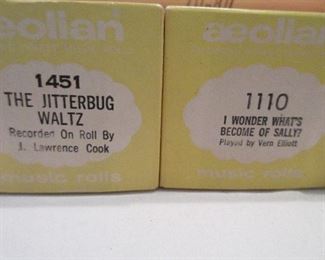 aeolian
1451
THE JITTERBUG
WALTZ
Recorded On Roll By
J. Lawrence Cook
music rolls
aeolian
1110
I WONDER WHAT'S
BECOME OF SALLY?
Played by Vern Elliott
music rolls